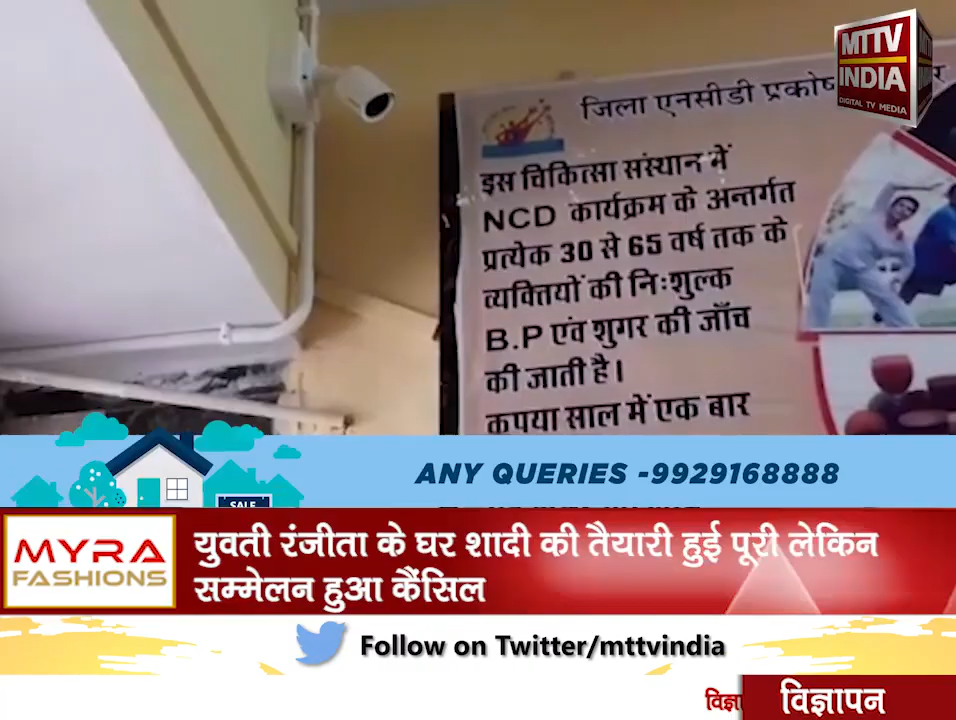 MTTV
INDIA
DIGITAL TV MEDIA
जिला एनसीडी
इस चिकित्सा संस्थान में
NCD कार्यक्रम के अन्तर्गत
प्रत्येक 30 से 65 वर्ष तक के
व्यक्तियों की निःशुल्क
B.P एंव शुगर की जाँच
की जाती है।
कृपया साल में एक बार
ANY QUERIES -9929168888
SALE
MYRA
FASHIONS
युवती रंजीता के घर शादी की तैयारी हुई पूरी लेकिन
सम्मेलन हुआ कैंसिल
Follow on Twitter/mttvindia
विज्ञापन